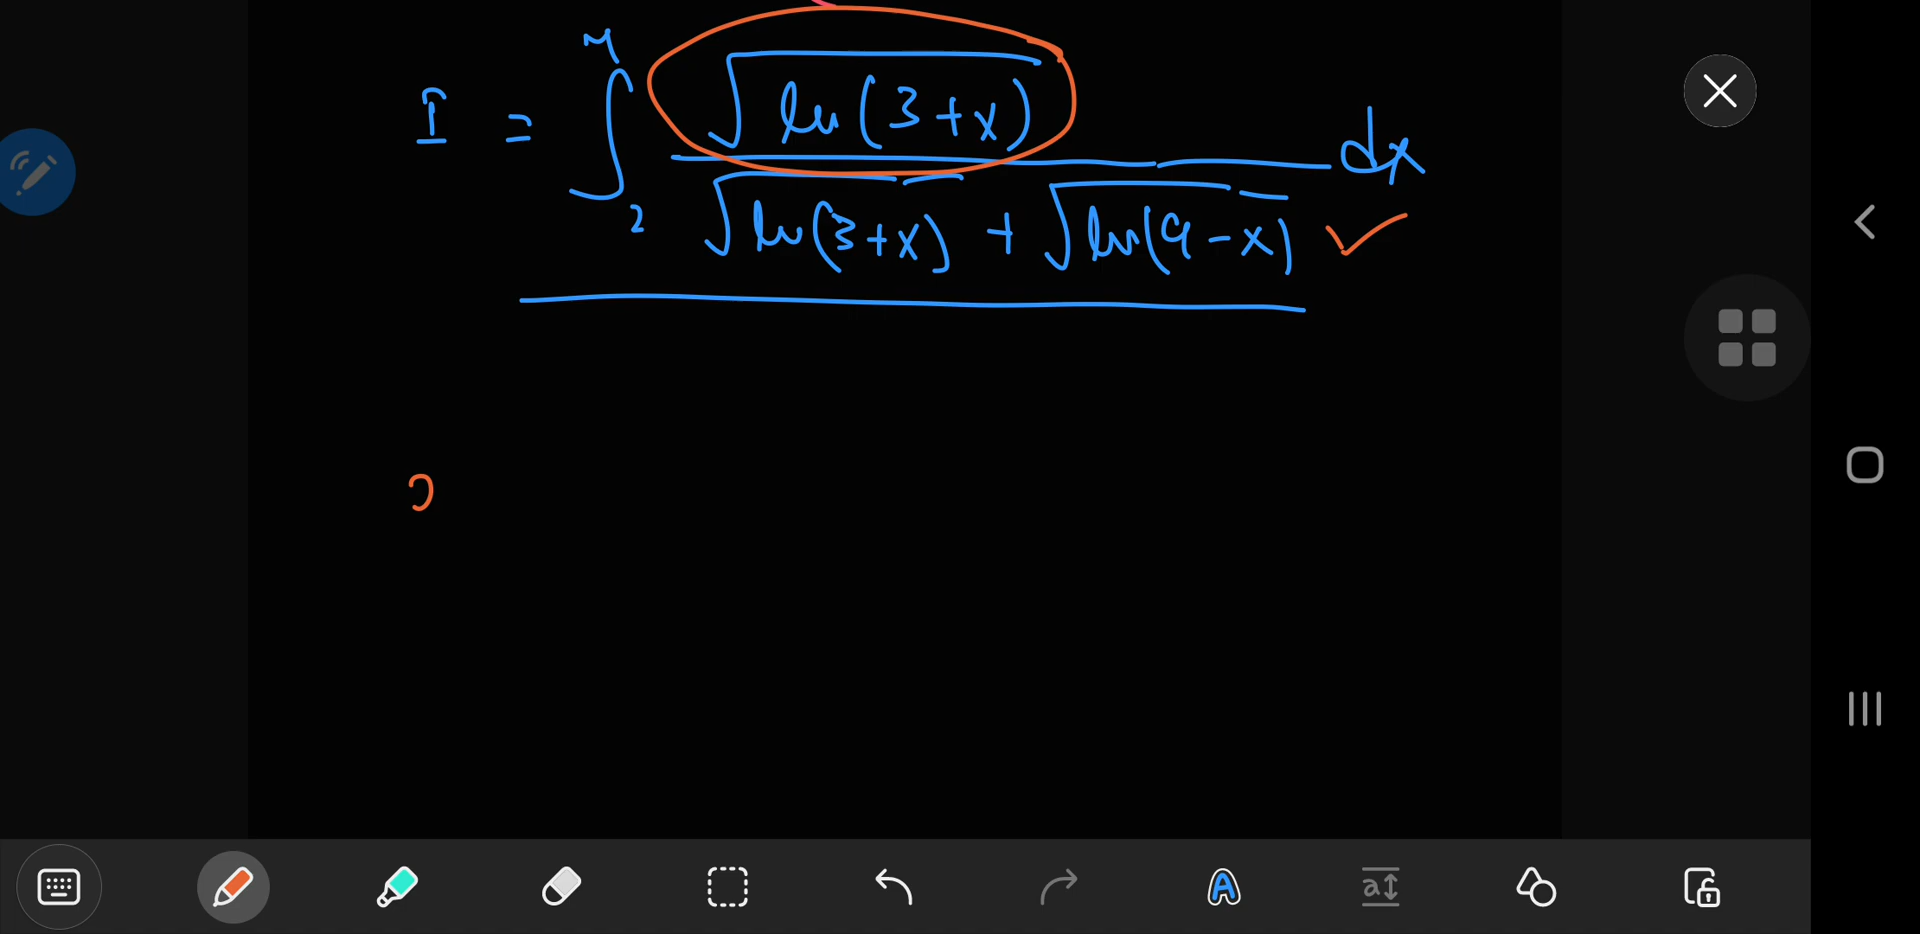 I = ∫₂⁴ √(ln(3+x)) / (√(ln(3+x)) + √(ln(9-x))) dx